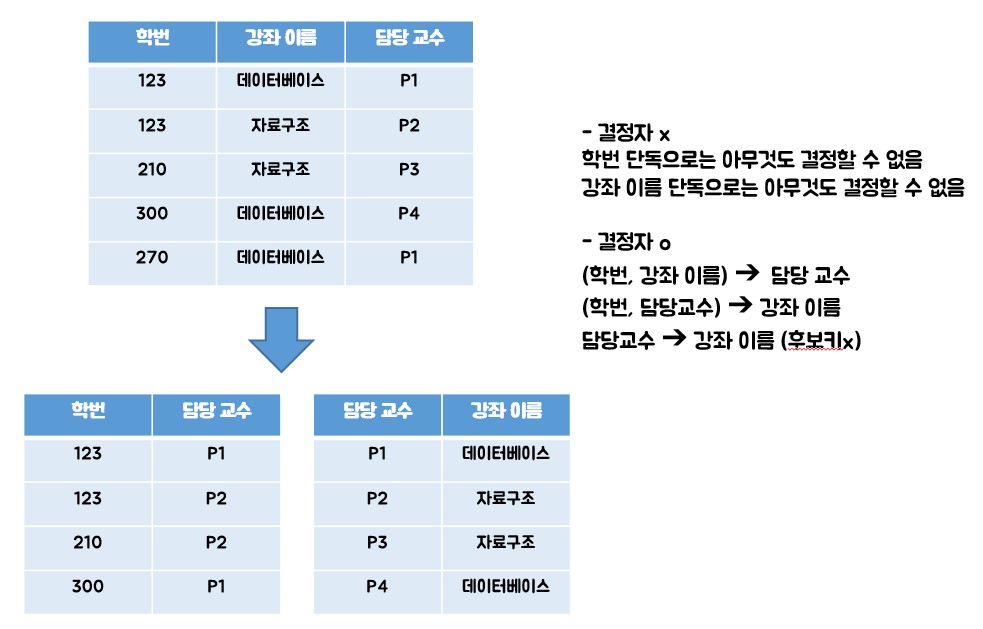 학번 강좌 이름 담당 교수
123 데이터베이스 P1
123 자료구조 P2
210 자료구조 P3
300 데이터베이스 P4
270 데이터베이스 P1
- 결정자 x
학번 단독으로는 아무것도 결정할 수 없음
강좌 이름 단독으로는 아무것도 결정할 수 없음
- 결정자 o
(학번, 강좌 이름) → 담당 교수
(학번, 담당교수) → 강좌 이름
담당교수 → 강좌 이름 (후보키x)
학번 담당 교수
123 P1
123 P2
210 P2
300 P1
담당 교수 강좌 이름
P1 데이터베이스
P2 자료구조
P3 자료구조
P4 데이터베이스